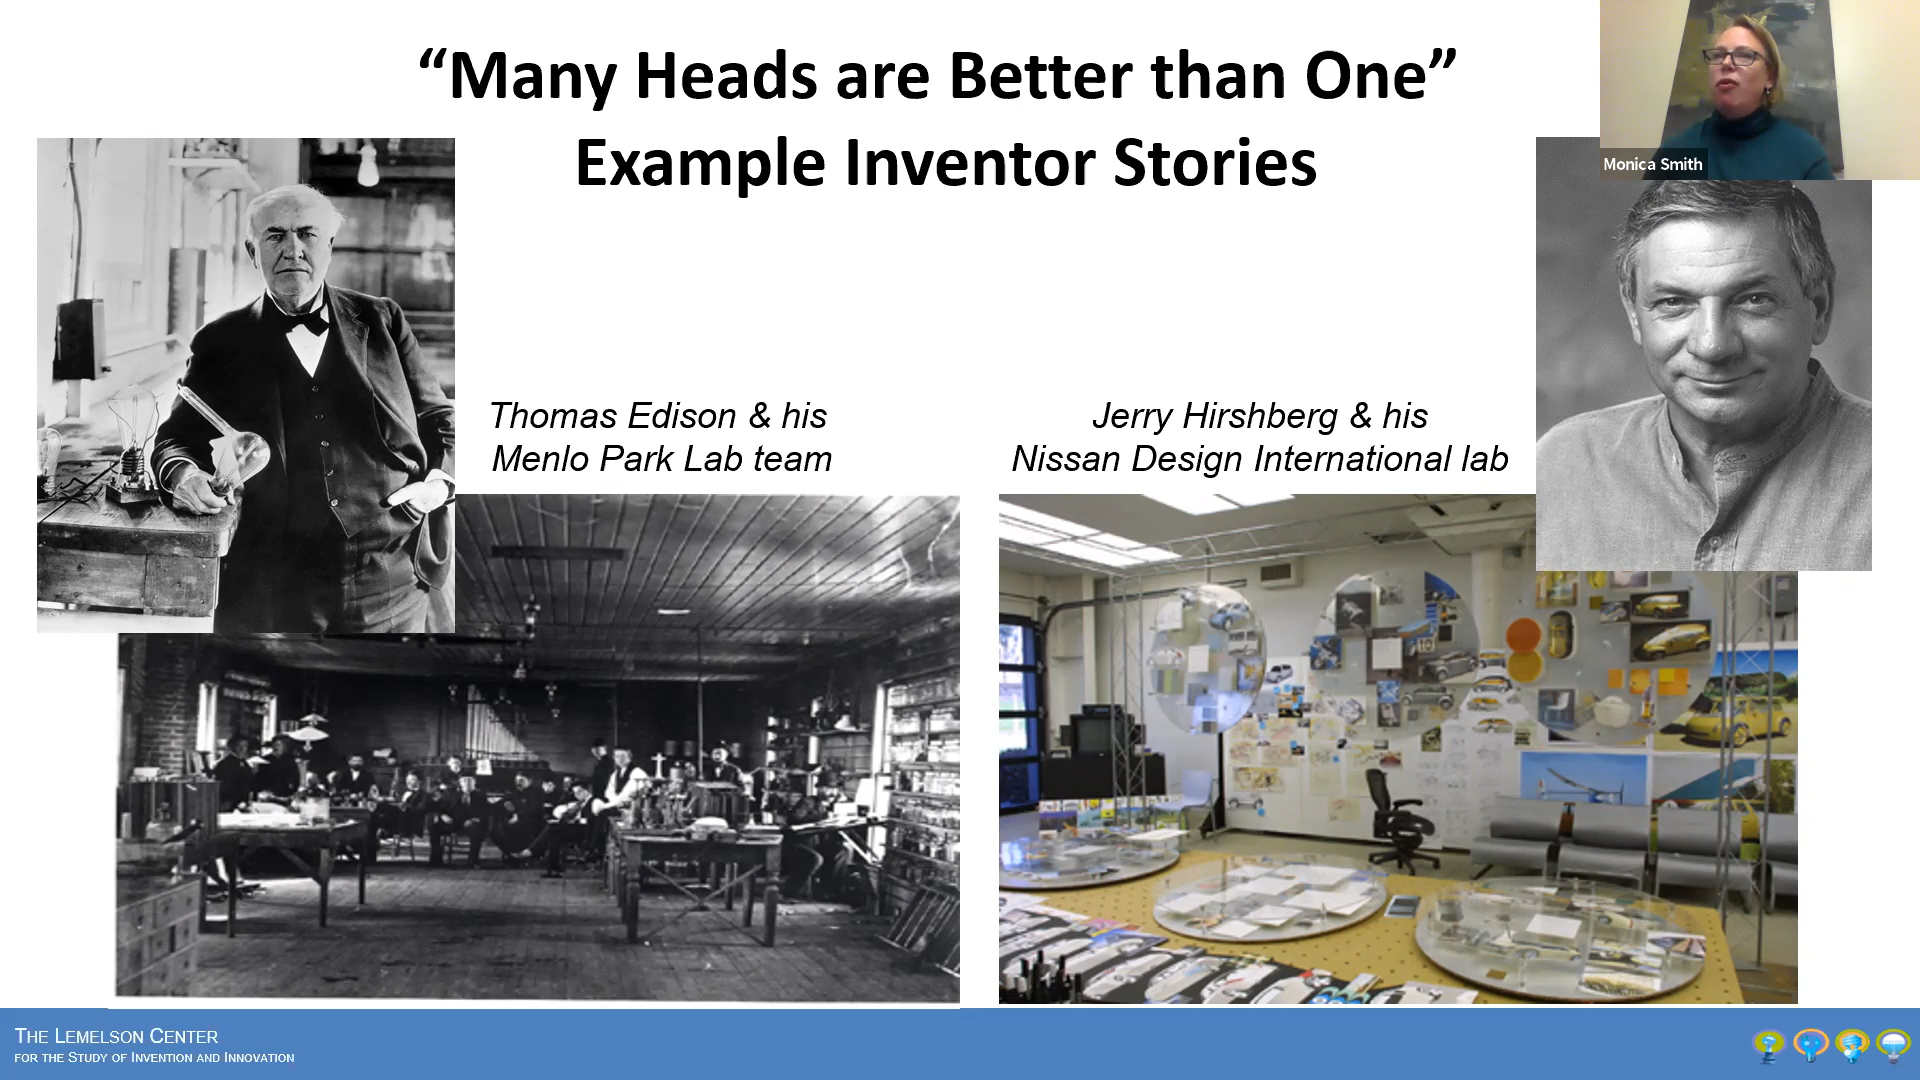 “Many Heads are Better than One”
Example Inventor Stories
Monica Smith
Thomas Edison & his
Menlo Park Lab team
Jerry Hirshberg & his
Nissan Design International lab
THE LEMELSON CENTER
FOR THE STUDY OF INVENTION AND INNOVATION